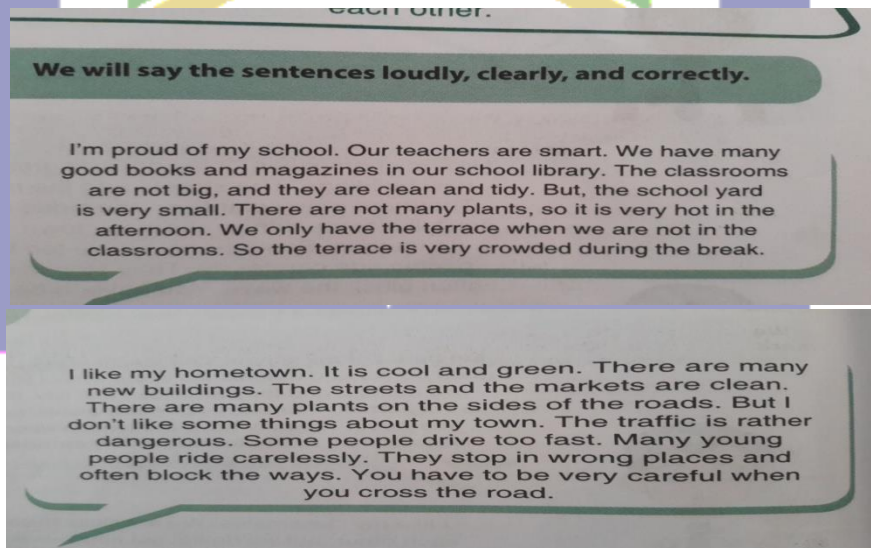 each other.
We will say the sentences loudly, clearly, and correctly.
I'm proud of my school. Our teachers are smart. We have many
good books and magazines in our school library. The classrooms
are not big, and they are clean and tidy. But, the school yard
is very small. There are not many plants, so it is very hot in the
afternoon. We only have the terrace when we are not in the
classrooms. So the terrace is very crowded during the break.
I like my hometown. It is cool and green. There are many
new buildings. The streets and the markets are clean.
There are many plants on the sides of the roads. But I
don't like some things about my town. The traffic is rather
dangerous. Some people drive too fast. Many young
people ride carelessly. They stop in wrong places and
often block the ways. You have to be very careful when
you cross the road.